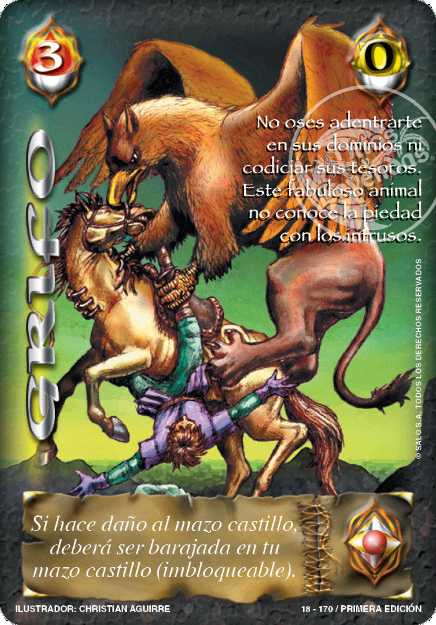 3
0
No oses adentrarte
en sus dominios ni
codiciar sus tesoros.
Este fabuloso animal
no conoce la piedad
con los intrusos.
GRIFO
© SALO S.A. TODOS LOS DERECHOS RESERVADOS
Si hace daño al mazo castillo,
deberá ser barajada en tu
mazo castillo (imbloqueable).
ILUSTRADOR: CHRISTIAN AGUIRRE
18 - 170 / PRIMERA EDICIÓN